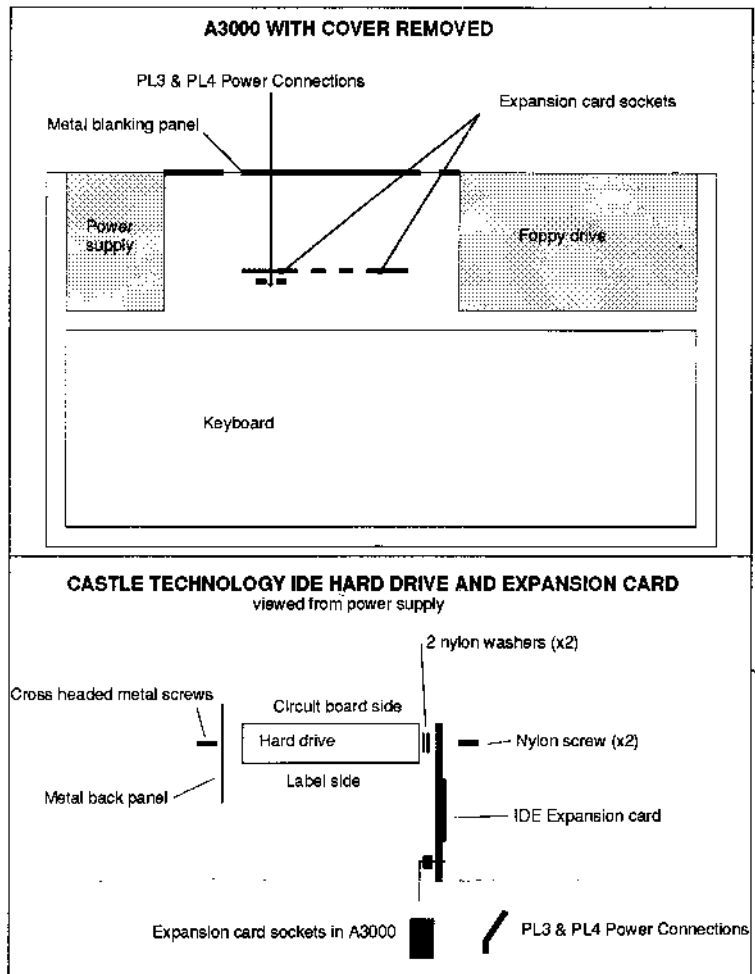 A3000 WITH COVER REMOVED
PL3 & PL4 Power Connections
Expansion card sockets
Metal blanking panel
Power
supply
Foppy drive
Keyboard
CASTLE TECHNOLOGY IDE HARD DRIVE AND EXPANSION CARD
viewed from power supply
2 nylon washers (x2)
Cross headed metal screws
Circuit board side
Hard drive
Nylon screw (x2)
Label side
Metal back panel
IDE Expansion card
Expansion card sockets in A3000
PL3 & PL4 Power Connections